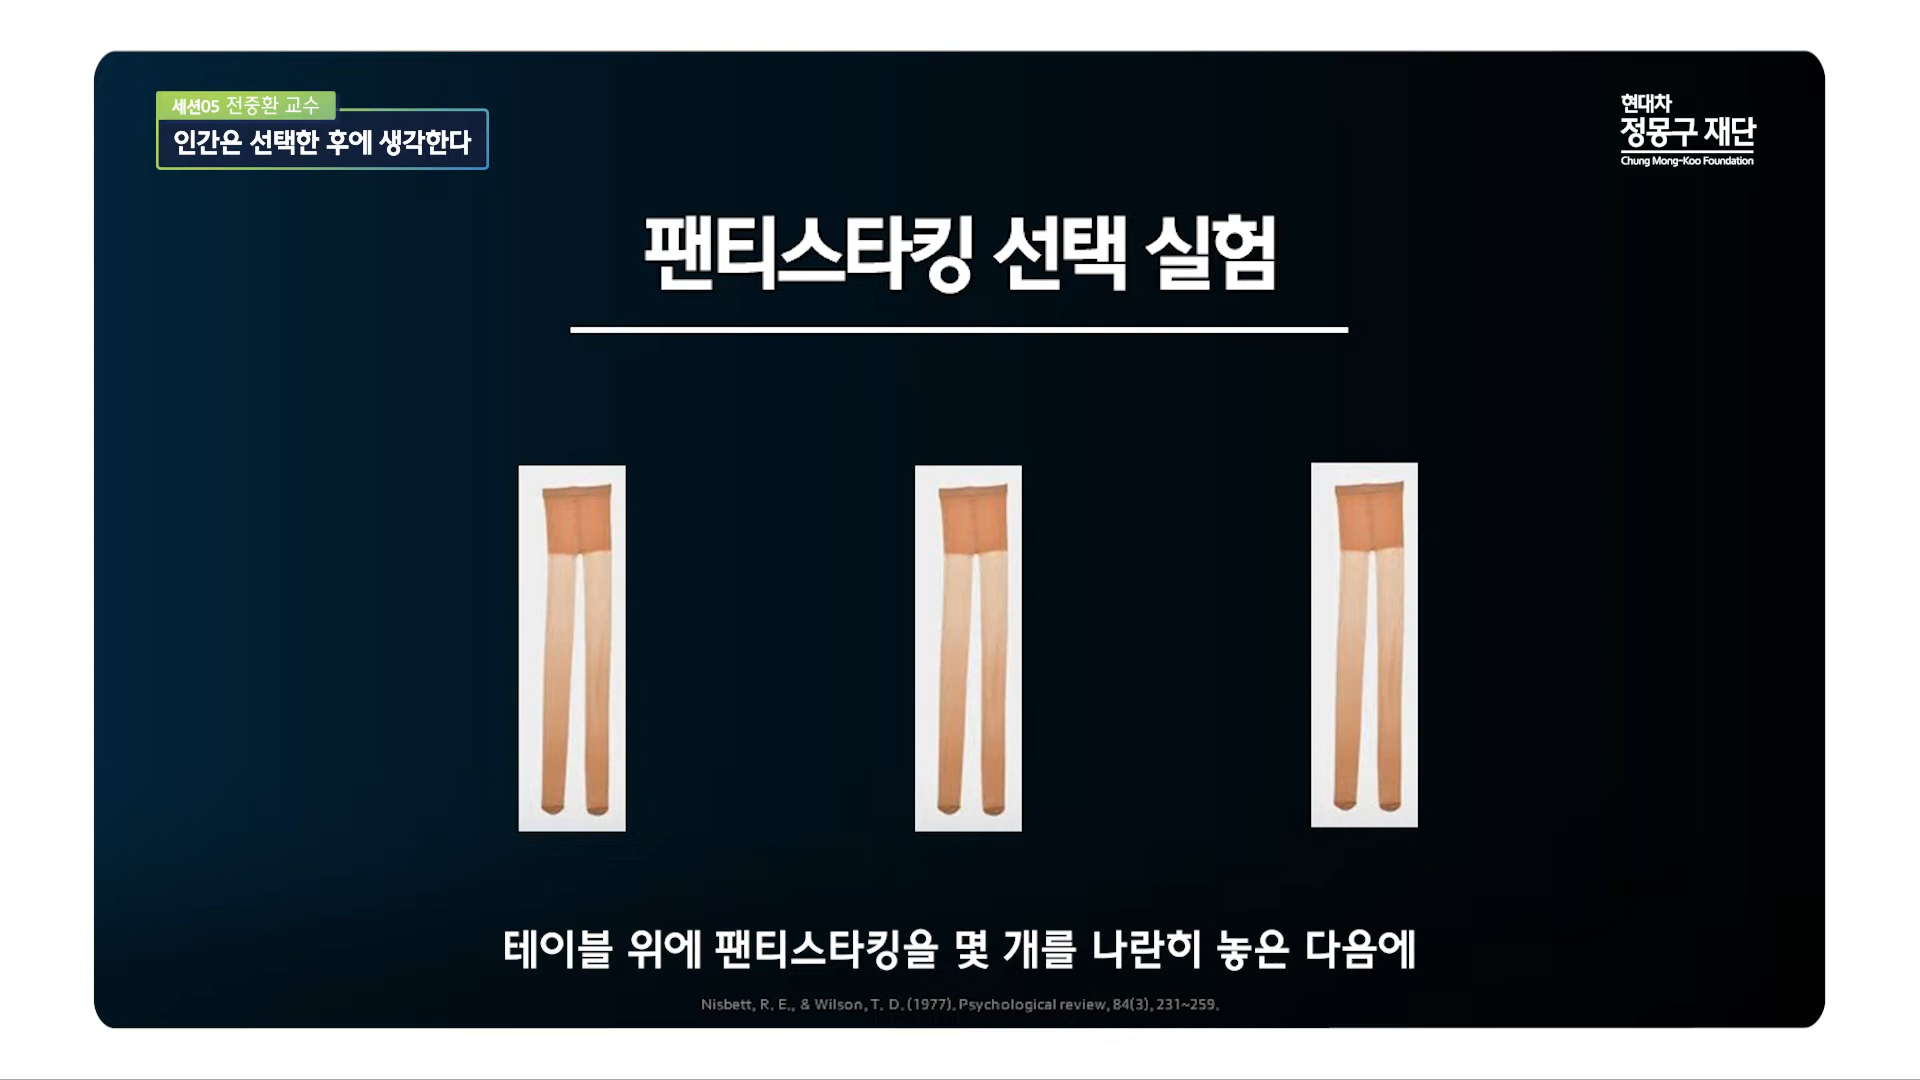 세션05 전중환 교수
인간은 선택한 후에 생각한다
현대차
정몽구 재단
Chung Mong-Koo Foundation
팬티스타킹 선택 실험
테이블 위에 팬티스타킹을 몇 개를 나란히 놓은 다음에
Nisbett, R. E., & Wilson, T. D. (1977). Psychological review, 84(3), 231~259.